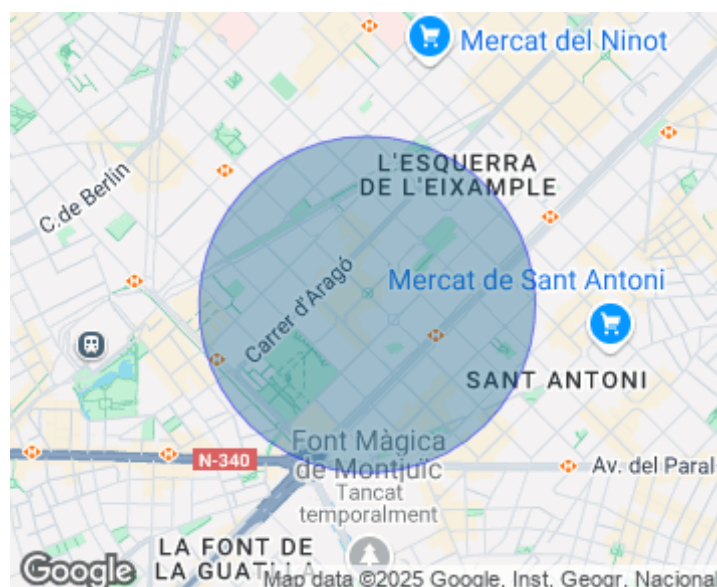 Mercat del Ninot
L'ESQUERRA
DE L'EIXAMPLE
C. de Berlin
Mercat de Sant Antoni
Carrer d'Aragó
SANT ANTONI
Font Màgica
de Montjuïc
Tancat
temporalment
N-340
Av. del Paral
LA FONT DE
LA GUATLLA
Google
Map data ©2025 Google, Inst. Geogr. Nacional